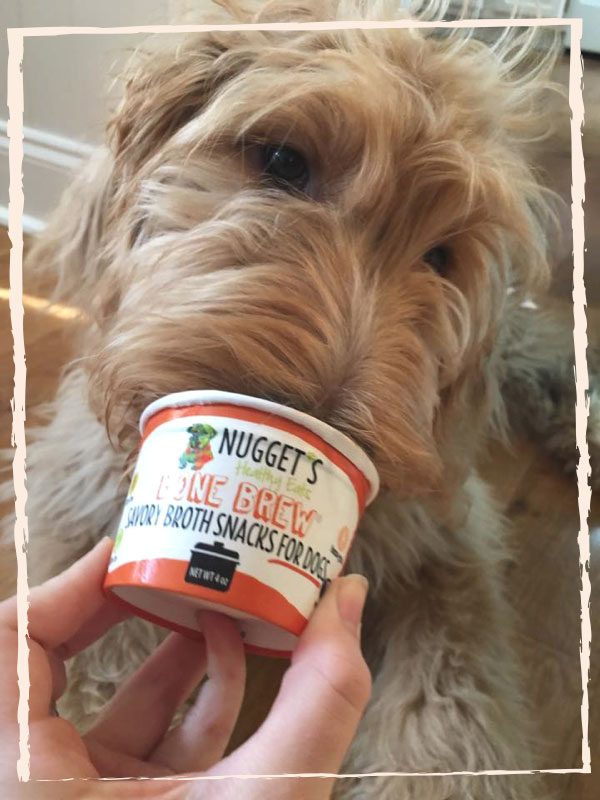 NUGGET'S
Healthy Eats
BONE BREW
SAVORY BROTH SNACKS FOR DOGS
NET WT 4 oz